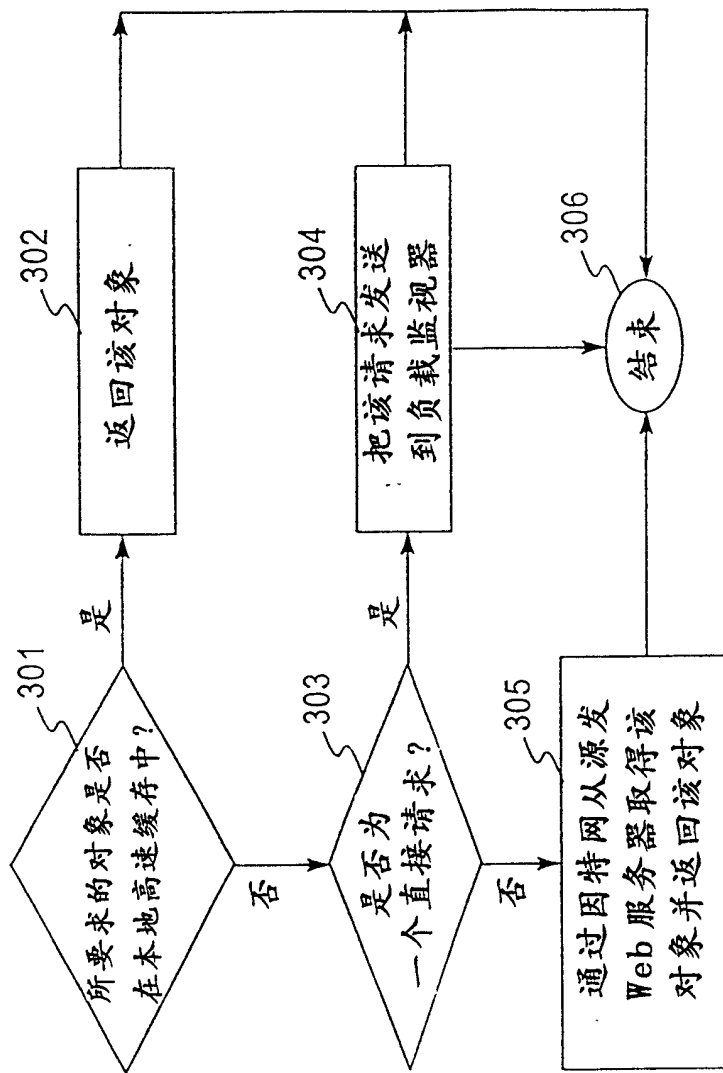 301
所要求的对象是否
在本地高速缓存中?
是
302
返回该对象
否
303
是否为
一个直接请求?
是
304
把该请求发送
到负载监视器
否
305
通过因特网从源发
Web服务器取得该
对象并返回该对象
306
结束